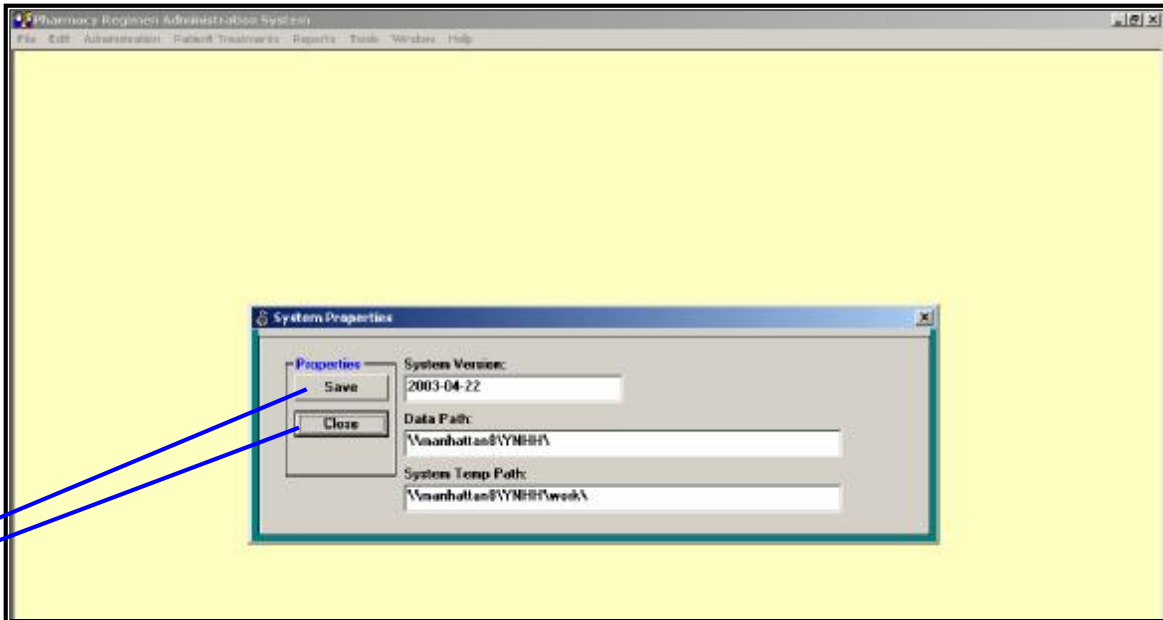 Pharmacy Regimen Administration System
File Edit Administration Patient Treatments Reports Tools Window Help
System Properties
Properties
Save
Close
System Version:
2003-04-22
Data Path:
\\manhattan8\YNHH\
System Temp Path:
\\manhattan8\YNHH\work\